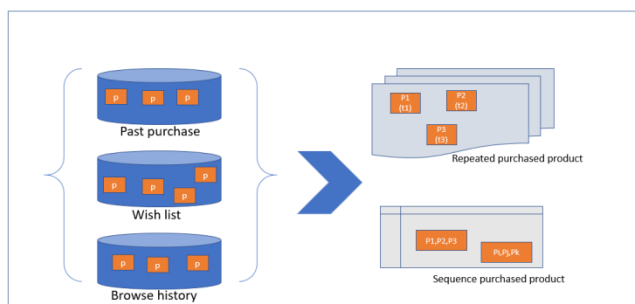 p p p
Past purchase
p
p p
p
Wish list
p p p
Browse history
P1
(t1)
P2
(t2)
P3
(t3)
Repeated purchased product
P1,P2,P3
Pi,Pj,Pk
Sequence purchased product